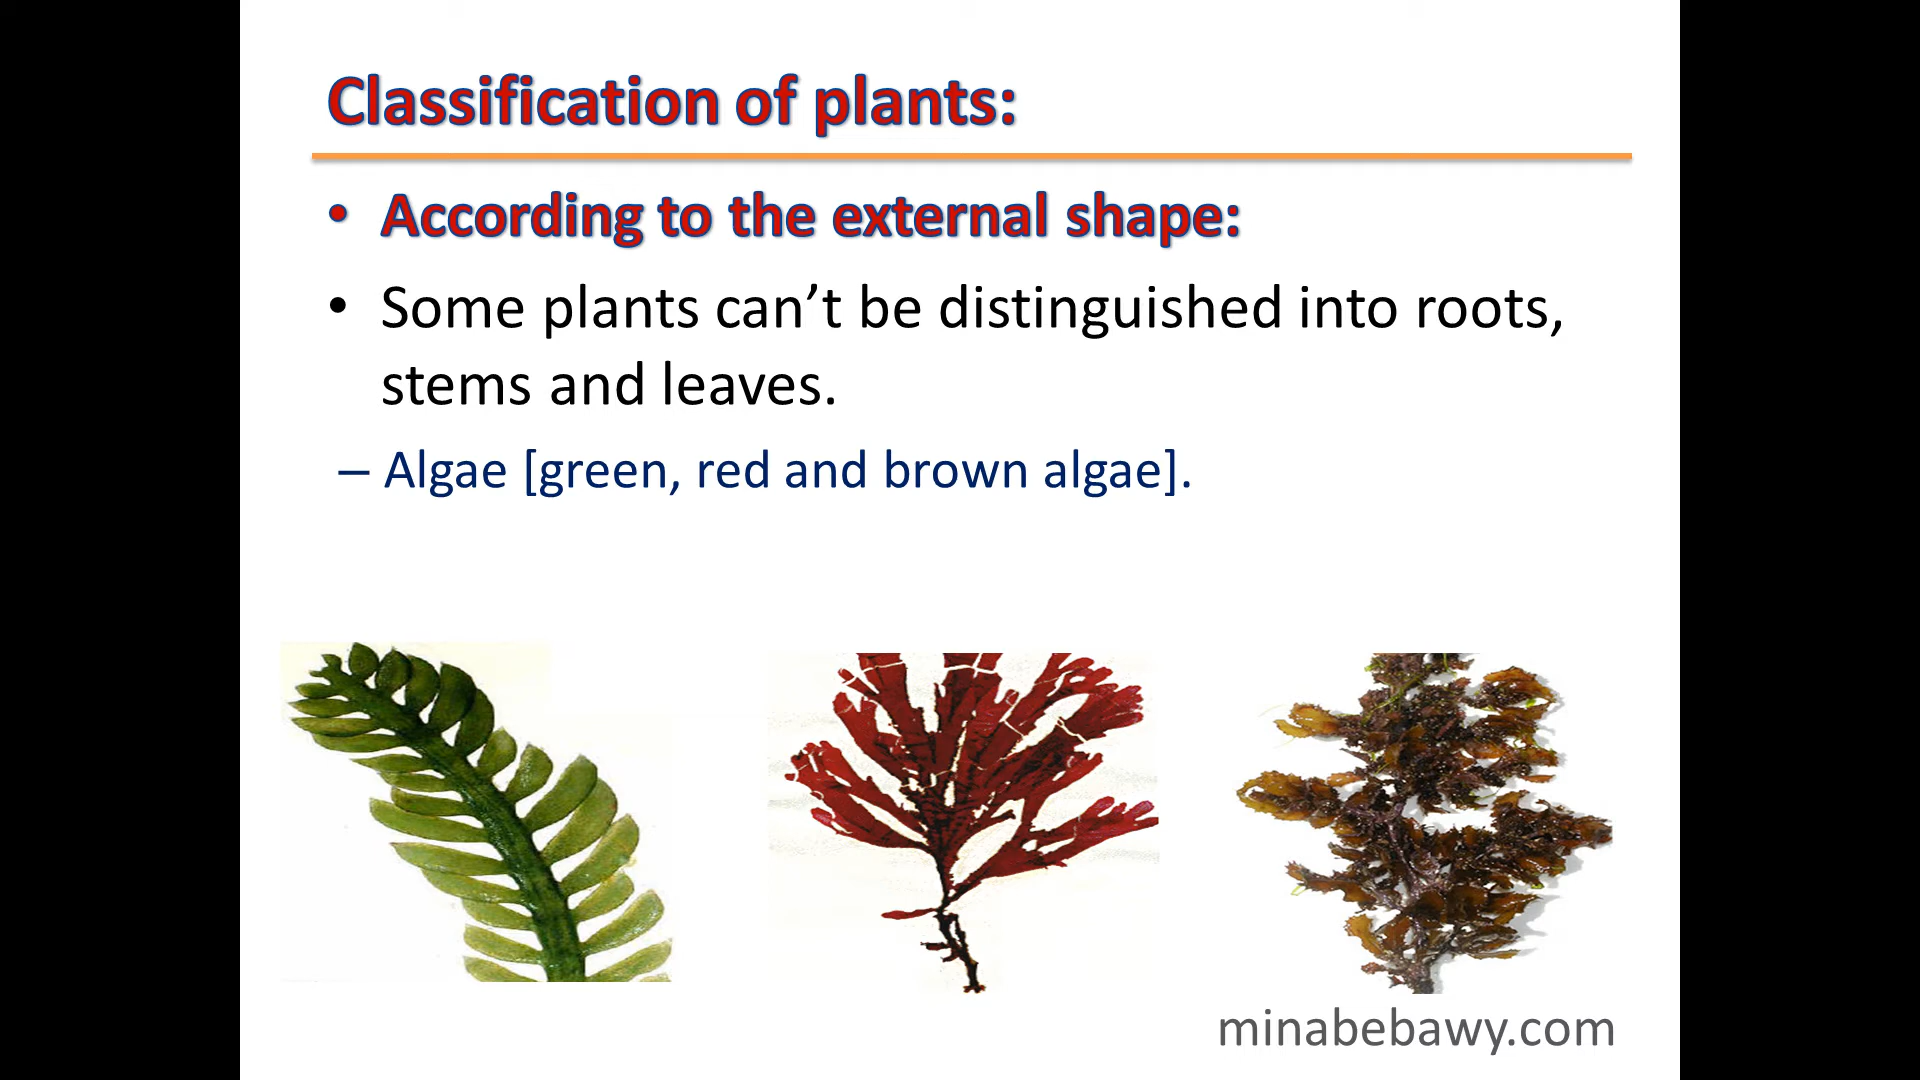 Classification of plants:
• According to the external shape:
• Some plants can’t be distinguished into roots,
stems and leaves.
– Algae [green, red and brown algae].
minabebawy.com